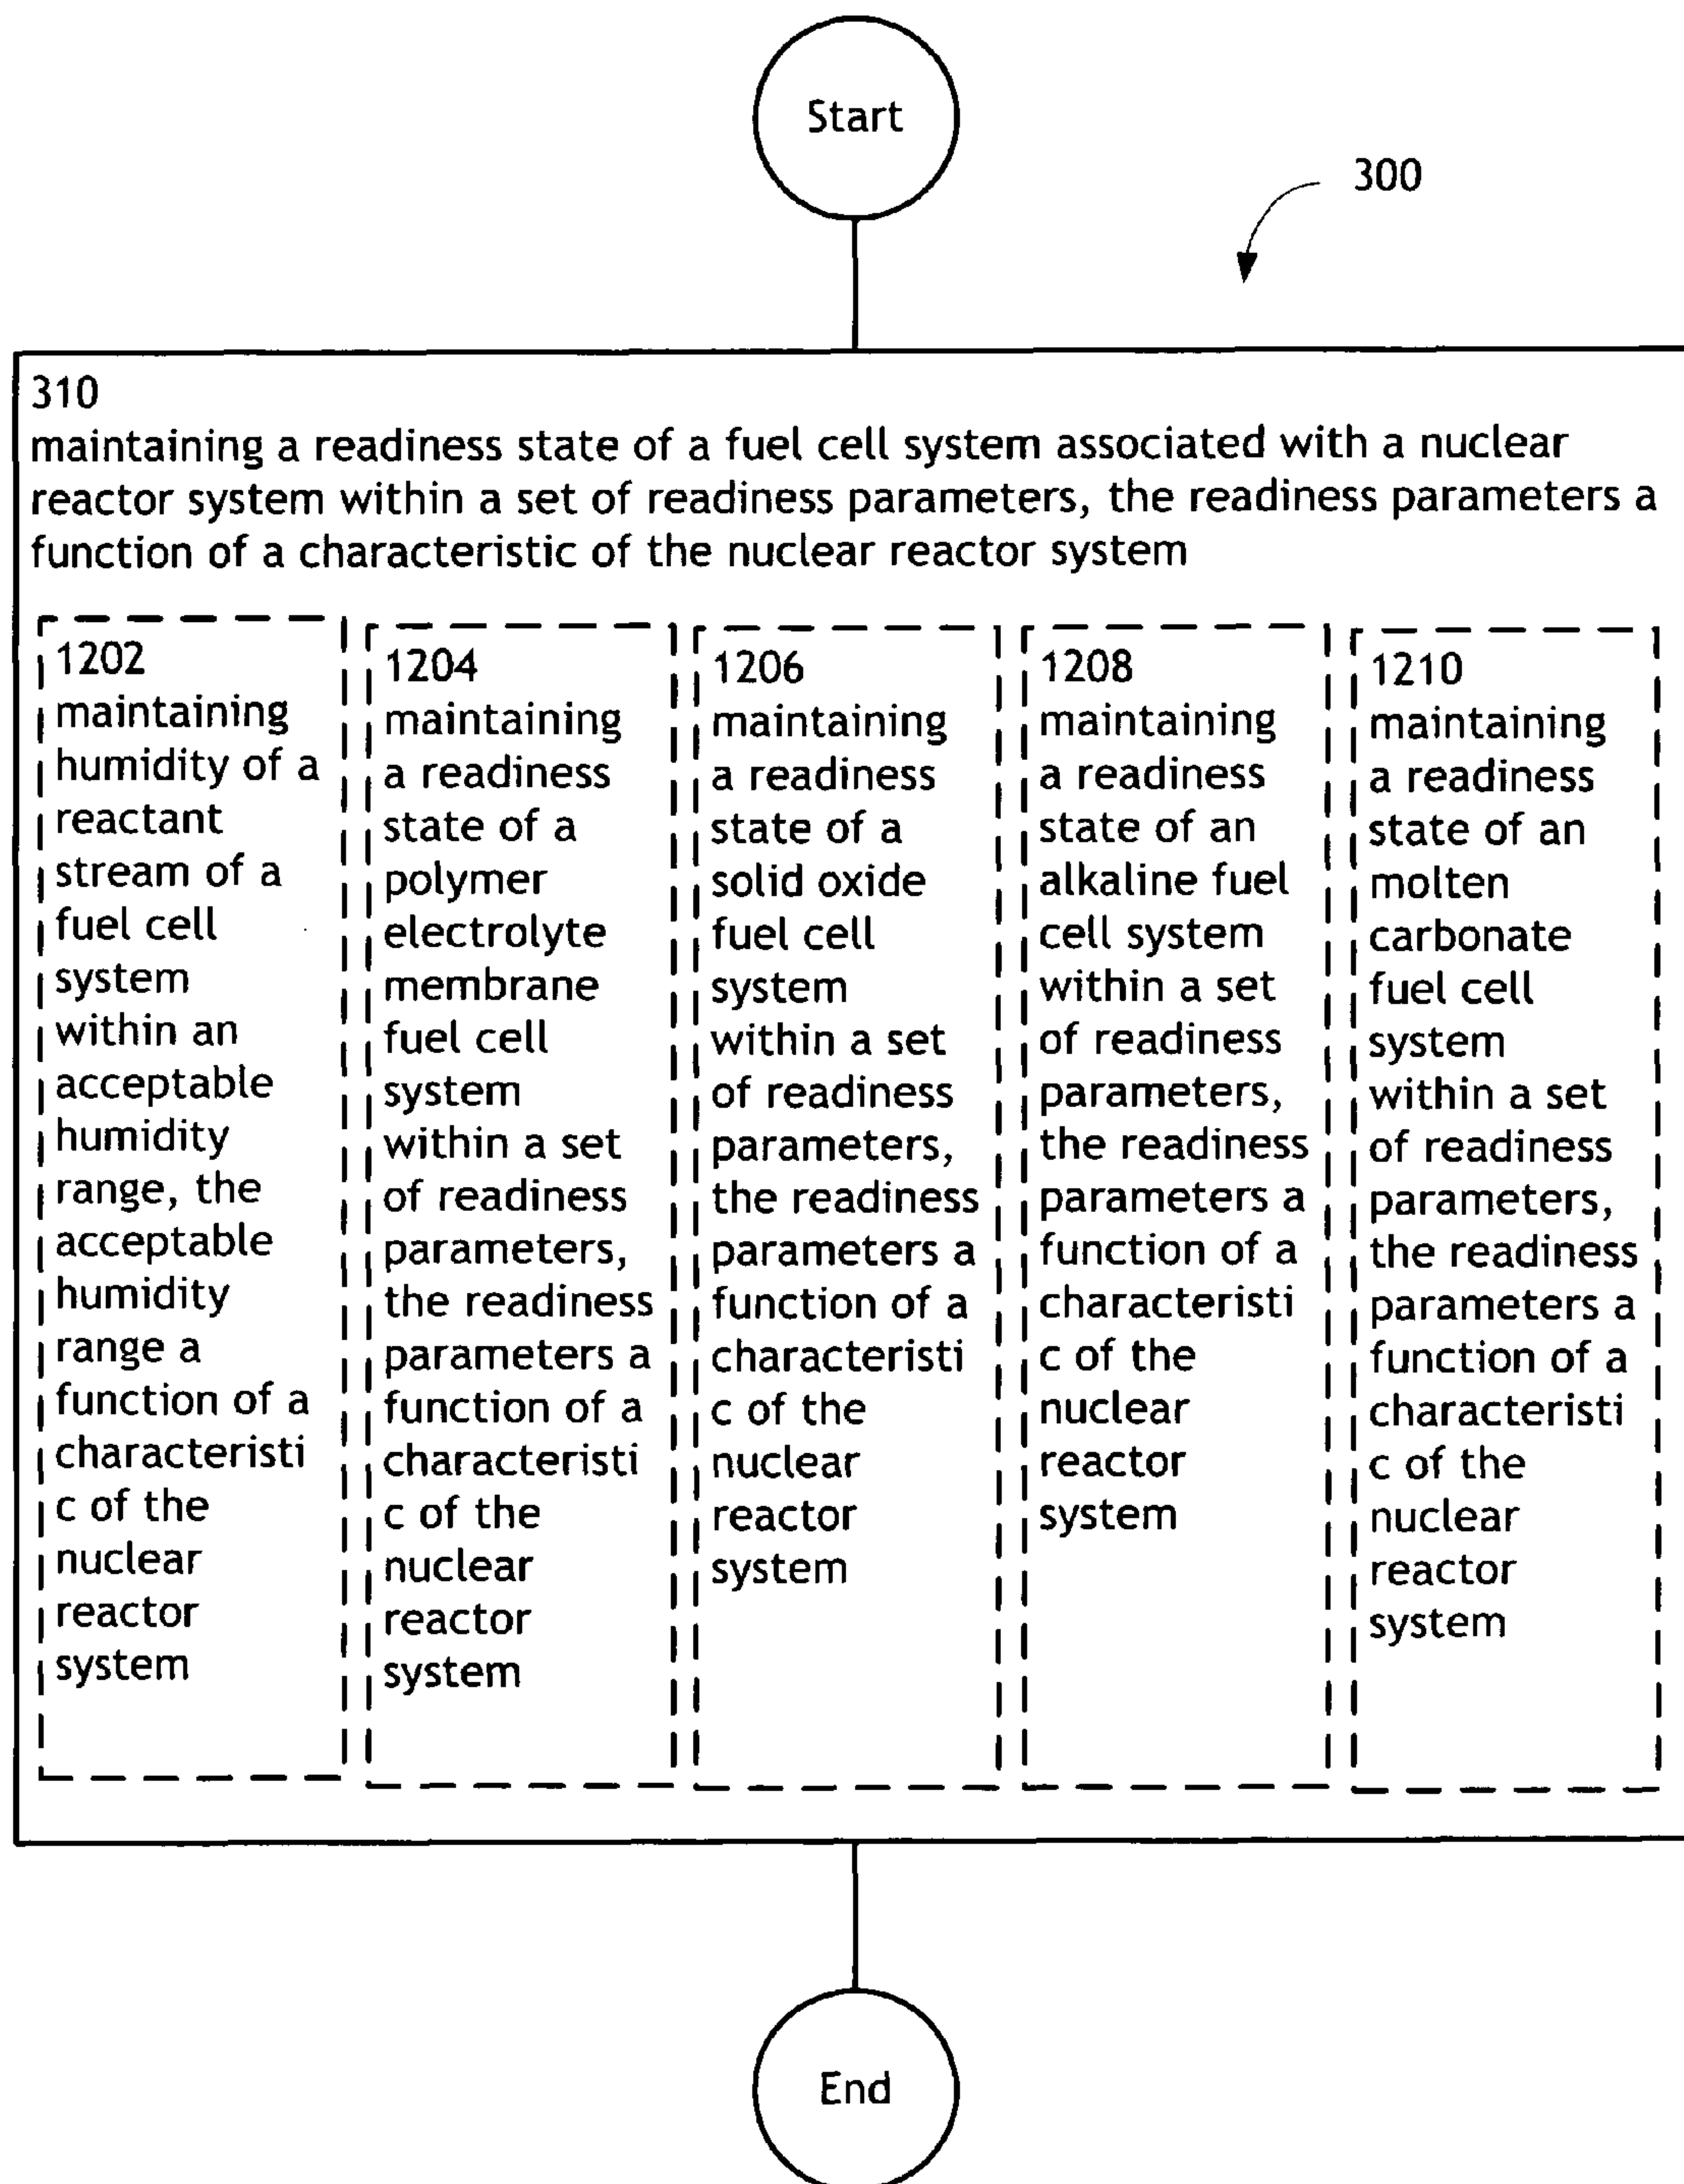 Start
300
310
maintaining a readiness state of a fuel cell system associated with a nuclear
reactor system within a set of readiness parameters, the readiness parameters a
function of a characteristic of the nuclear reactor system
1202
maintaining
humidity of a
reactant
stream of a
fuel cell
system
within an
acceptable
humidity
range, the
acceptable
humidity
range a
function of a
characteristi
c of the
nuclear
reactor
system
1204
maintaining
a readiness
state of a
polymer
electrolyte
membrane
fuel cell
system
within a set
of readiness
parameters,
the readiness
parameters a
function of a
characteristi
c of the
nuclear
reactor
system
1206
maintaining
a readiness
state of a
solid oxide
fuel cell
system
within a set
of readiness
parameters,
the readiness
parameters a
function of a
characteristi
c of the
nuclear
reactor
system
1208
maintaining
a readiness
state of an
alkaline fuel
cell system
within a set
of readiness
parameters,
the readiness
parameters a
function of a
characteristi
c of the
nuclear
reactor
system
1210
maintaining
a readiness
state of an
molten
carbonate
fuel cell
system
within a set
of readiness
parameters,
the readiness
parameters a
function of a
characteristi
c of the
nuclear
reactor
system
End